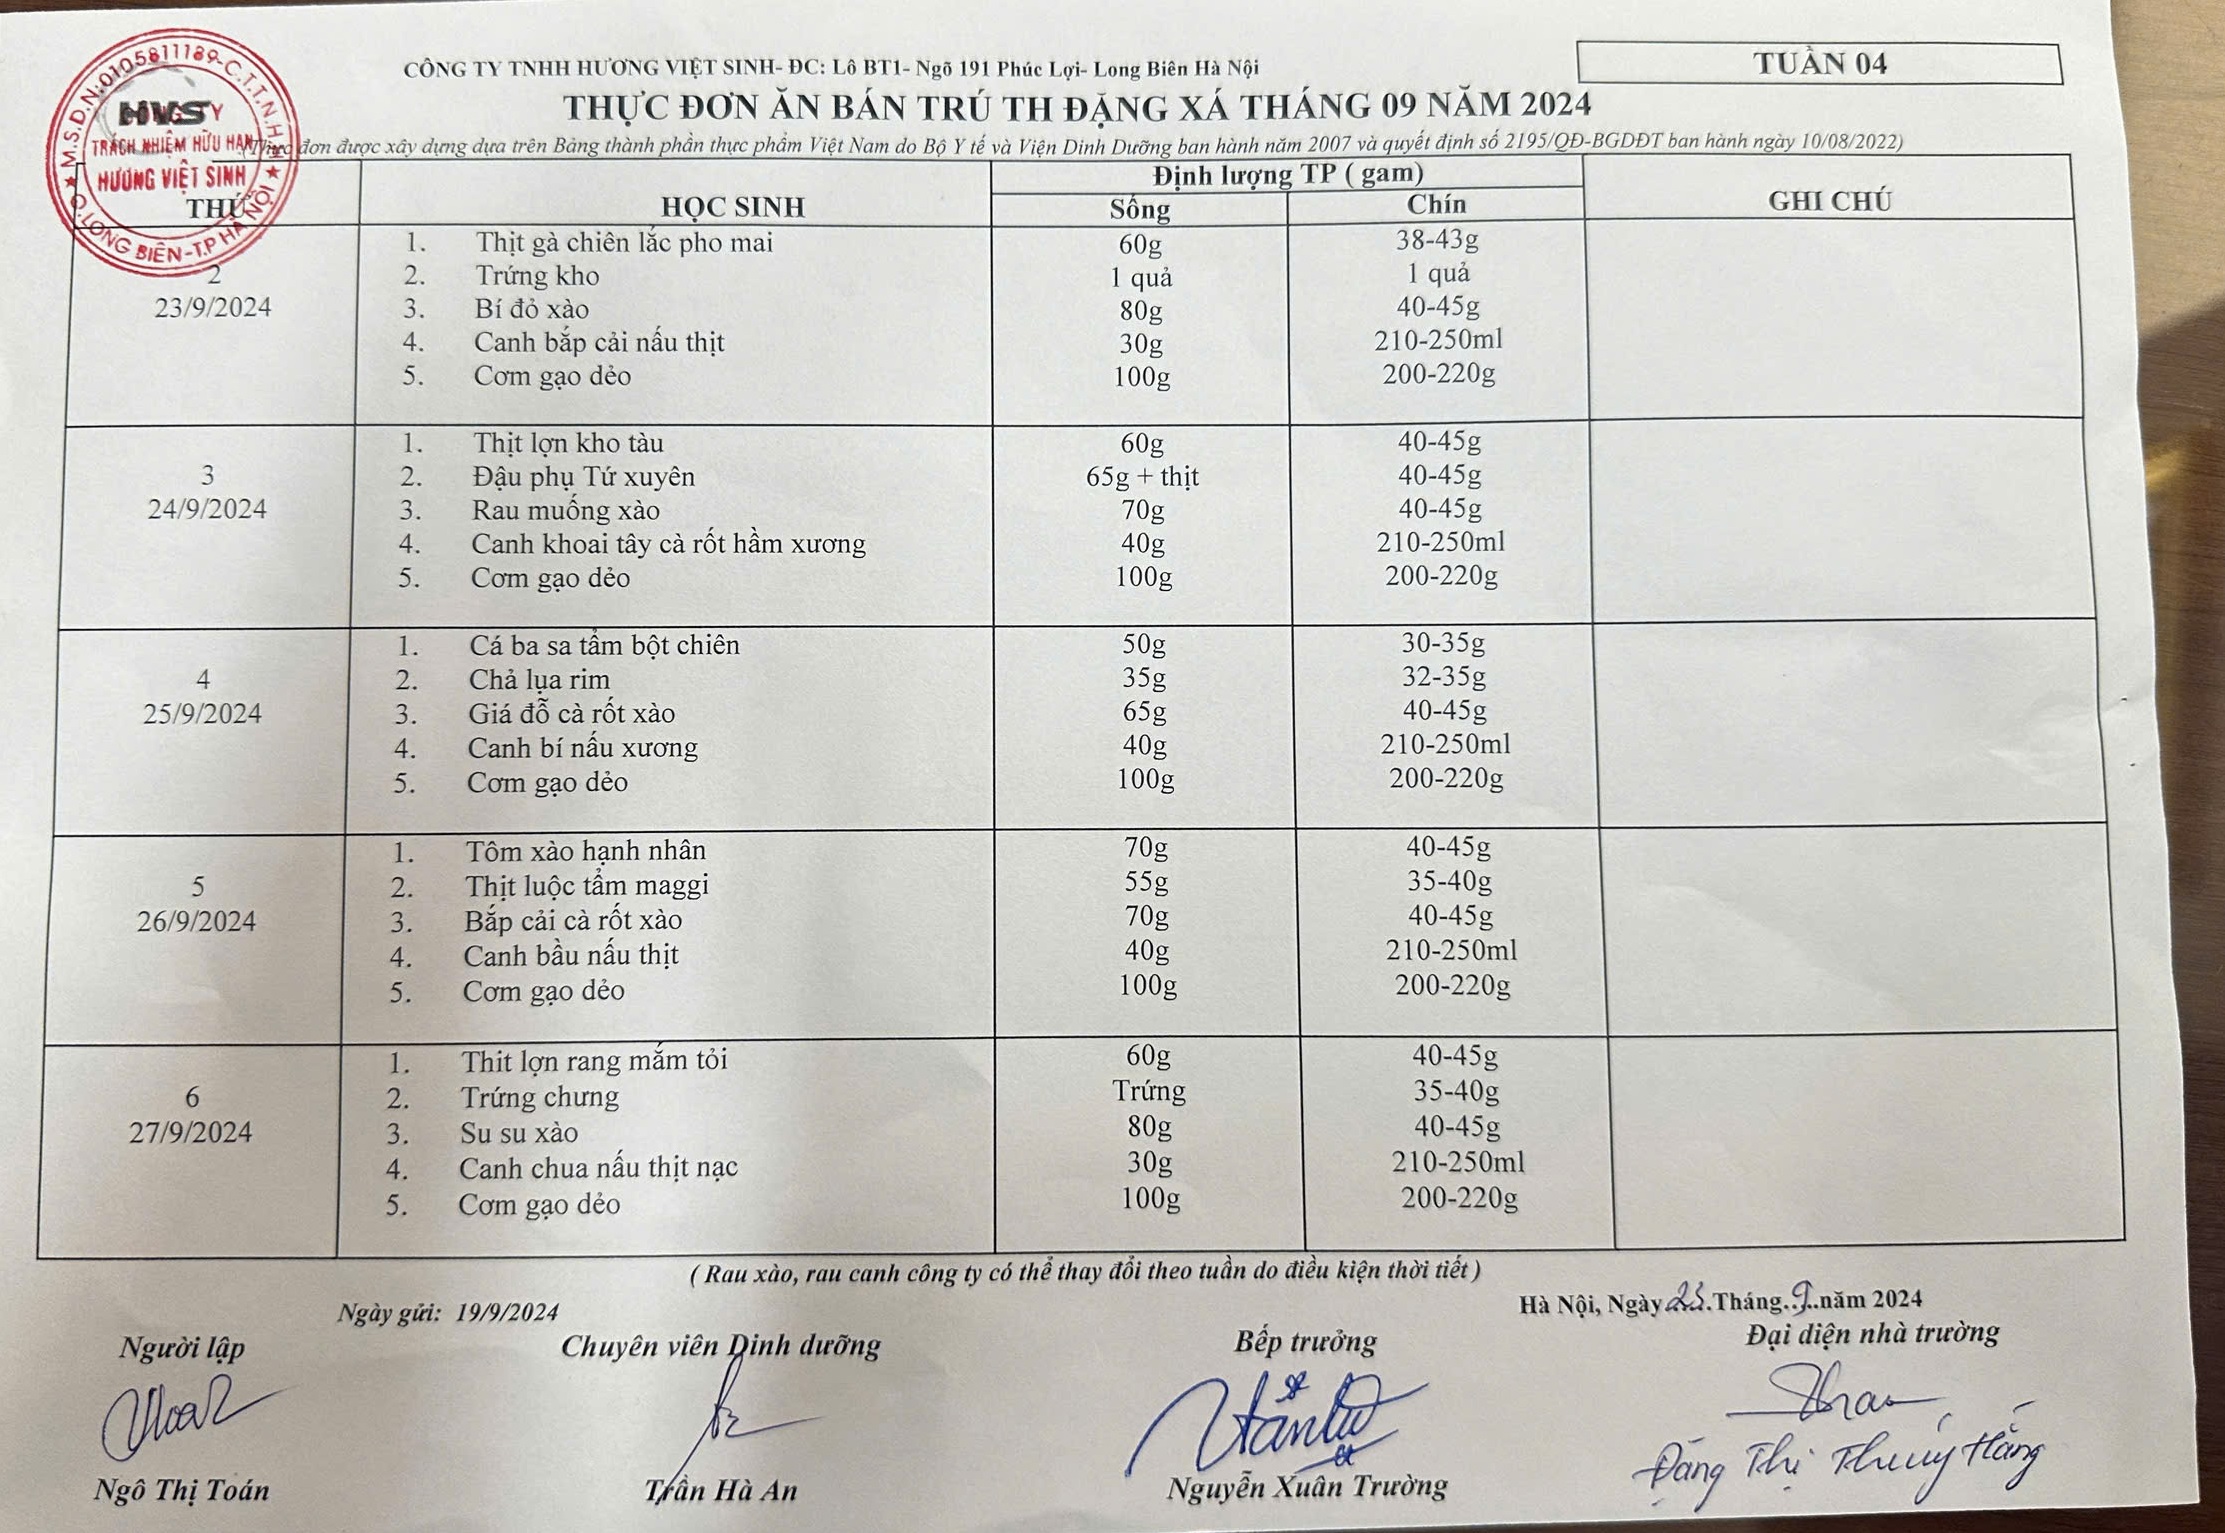 M.S.D.N:0105811189-C.T.T.N.H.H
CÔNG TY
HVS
TRÁCH NHIỆM HỮU HẠN
HƯƠNG VIỆT SINH
Q.LONG BIÊN-T.P HÀ NỘI
CÔNG TY TNHH HƯƠNG VIỆT SINH- ĐC: Lô BT1- Ngõ 191 Phúc Lợi- Long Biên Hà Nội
TUẦN 04
THỰC ĐƠN ĂN BÁN TRÚ TH ĐẶNG XÁ THÁNG 09 NĂM 2024
(Thực đơn được xây dựng dựa trên Bảng thành phần thực phẩm Việt Nam do Bộ Y tế và Viện Dinh Dưỡng ban hành năm 2007 và quyết định số 2195/QĐ-BGDĐT ban hành ngày 10/08/2022)
THỨ HỌC SINH Định lượng TP ( gam) GHI CHÚ
Sống Chín
2
23/9/2024
1. Thịt gà chiên lắc pho mai 60g 38-43g
2. Trứng kho 1 quả 1 quả
3. Bí đỏ xào 80g 40-45g
4. Canh bắp cải nấu thịt 30g 210-250ml
5. Cơm gạo dẻo 100g 200-220g
3
24/9/2024
1. Thịt lợn kho tàu 60g 40-45g
2. Đậu phụ Tứ xuyên 65g + thịt 40-45g
3. Rau muống xào 70g 40-45g
4. Canh khoai tây cà rốt hầm xương 40g 210-250ml
5. Cơm gạo dẻo 100g 200-220g
4
25/9/2024
1. Cá ba sa tẩm bột chiên 50g 30-35g
2. Chả lụa rim 35g 32-35g
3. Giá đỗ cà rốt xào 65g 40-45g
4. Canh bí nấu xương 40g 210-250ml
5. Cơm gạo dẻo 100g 200-220g
5
26/9/2024
1. Tôm xào hạnh nhân 70g 40-45g
2. Thịt luộc tẩm maggi 55g 35-40g
3. Bắp cải cà rốt xào 70g 40-45g
4. Canh bầu nấu thịt 40g 210-250ml
5. Cơm gạo dẻo 100g 200-220g
6
27/9/2024
1. Thit lợn rang mắm tỏi 60g 40-45g
2. Trứng chưng Trứng 35-40g
3. Su su xào 80g 40-45g
4. Canh chua nấu thịt nạc 30g 210-250ml
5. Cơm gạo dẻo 100g 200-220g
( Rau xào, rau canh công ty có thể thay đổi theo tuần do điều kiện thời tiết )
Ngày gửi: 19/9/2024
Hà Nội, Ngày 23.Tháng..9..năm 2024
Người lập Chuyên viên Dinh dưỡng Bếp trưởng Đại diện nhà trường
Đặng Thị Thuý Hằng
Ngô Thị Toán Trần Hà An Nguyễn Xuân Trường